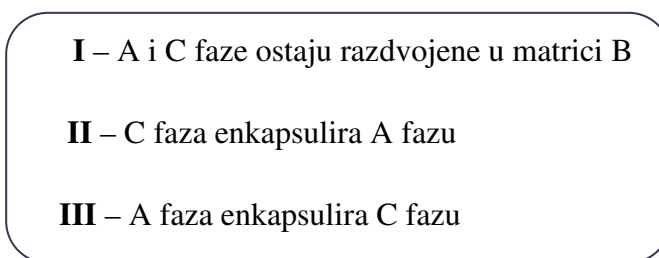 I – A i C faze ostaju razdvojene u matrici B
II – C faza enkapsulira A fazu
III – A faza enkapsulira C fazu